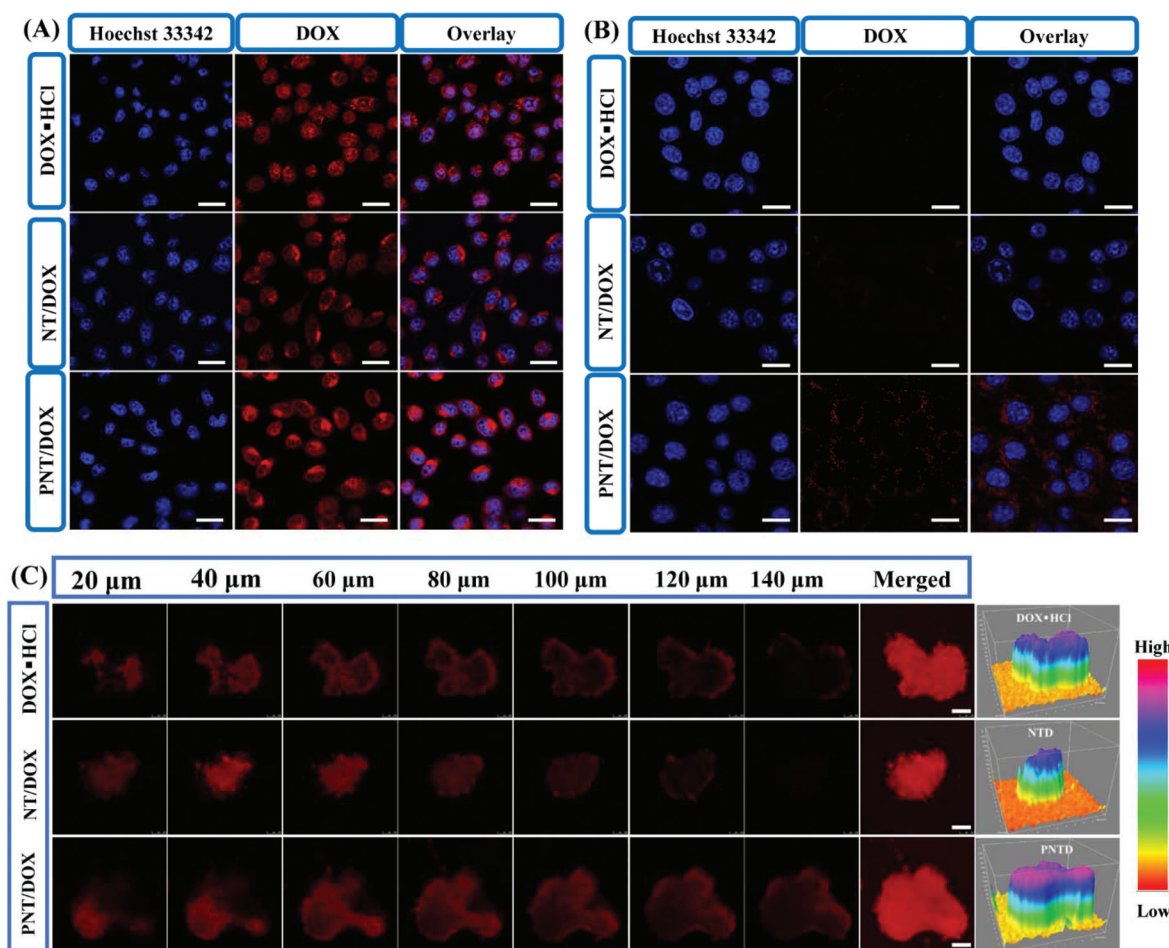 (A)
Hoechst 33342 DOX Overlay
DOX▪HCl
NT/DOX
PNT/DOX
(B)
Hoechst 33342 DOX Overlay
DOX▪HCl
NT/DOX
PNT/DOX
(C)
20 μm 40 μm 60 μm 80 μm 100 μm 120 μm 140 μm Merged
DOX▪HCl
NT/DOX
PNT/DOX
DOX▪HCl
NTD
PNTD
High
Low